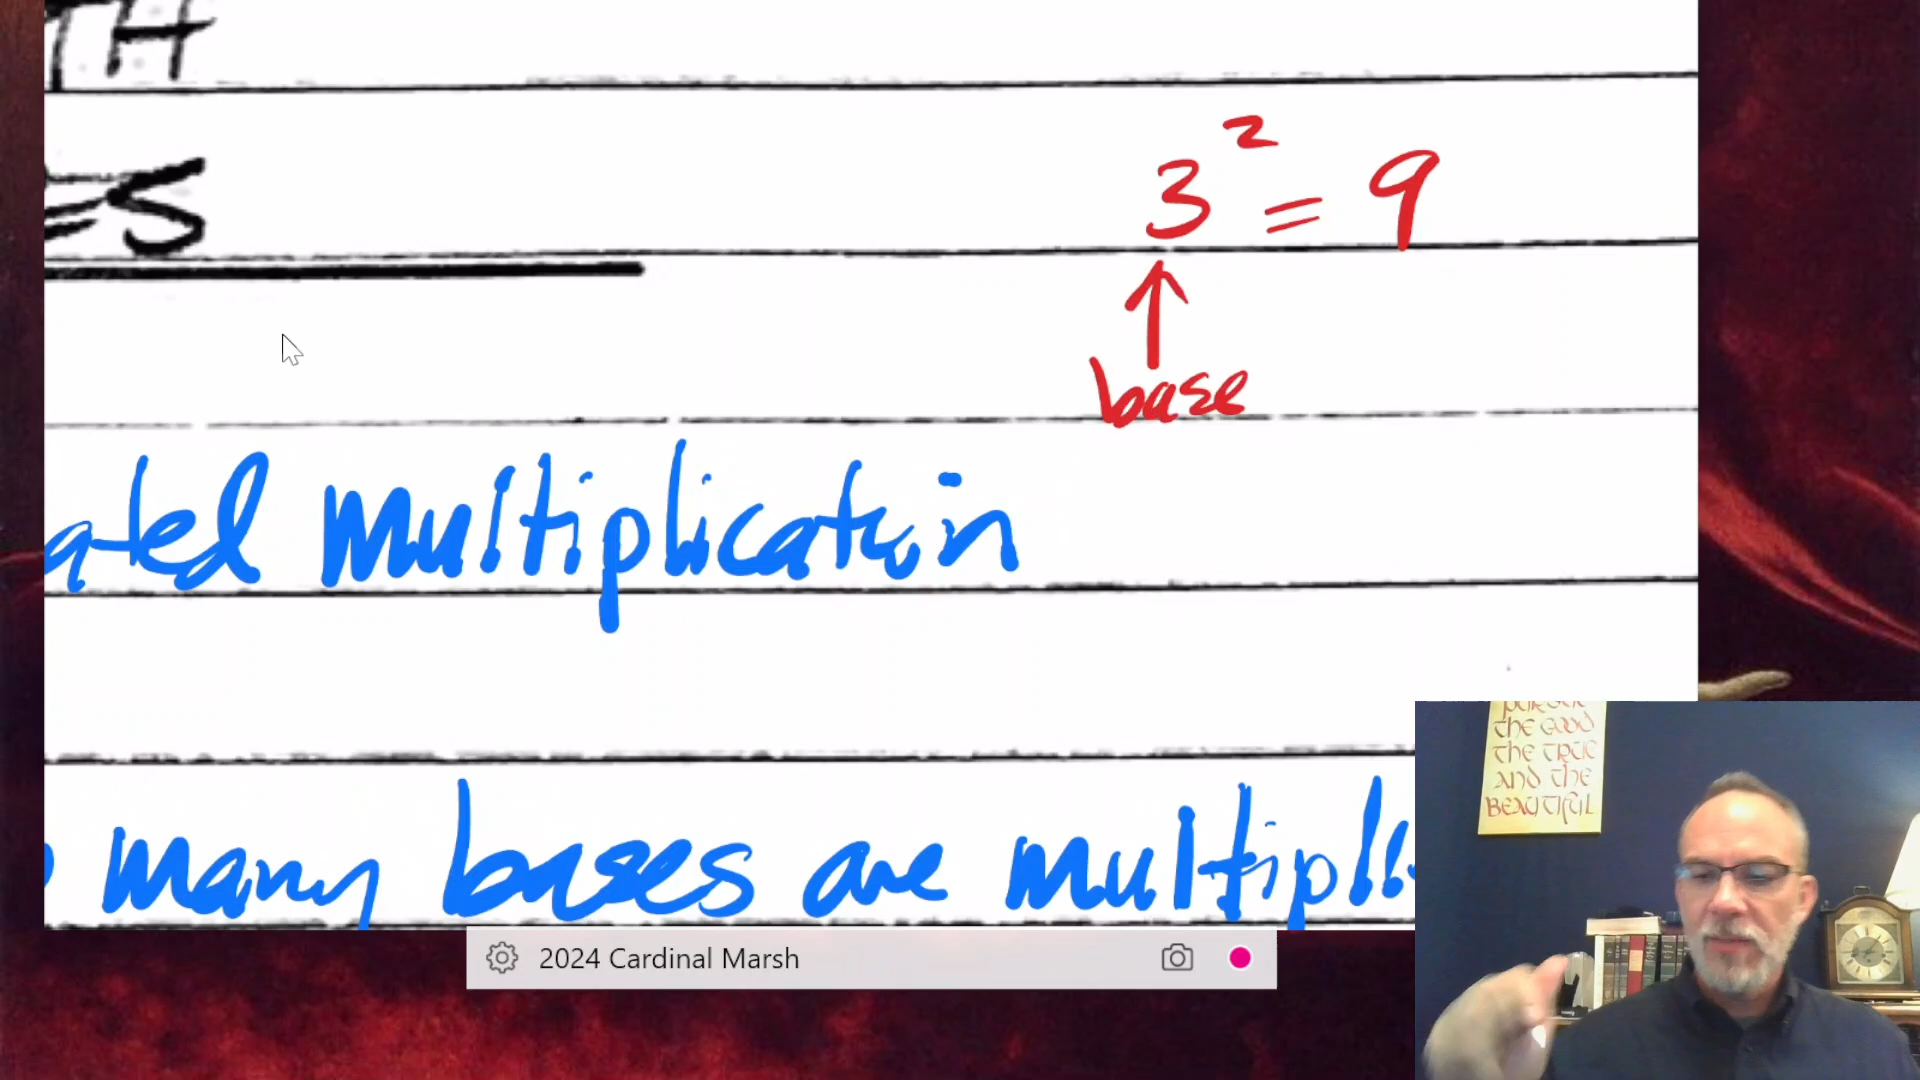 TH
ES
3² = 9
base
ated multiplication
many bases are multipli
THE GOOD
THE TRUE
AND THE
BEAUTIFUL
2024 Cardinal Marsh